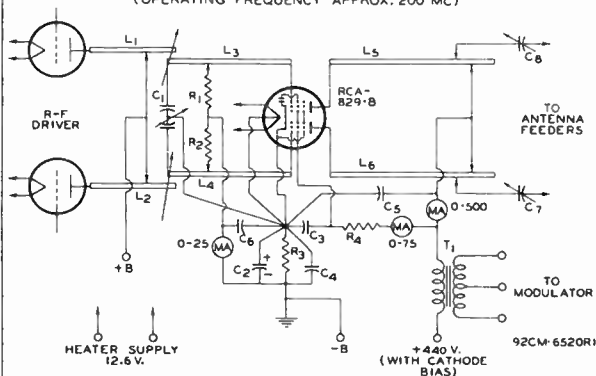 (OPERATING FREQUENCY APPROX. 200 MC)
L1
L3
L5
C8
C1
R1
RCA-
829-B
R-F
DRIVER
TO
ANTENNA
FEEDERS
R2
L2
L4
L6
C7
C5
MA
0-500
0-25
MA
C6
C3
R4
MA
0-75
+B
C2
+
-
R3
C4
T1
TO
MODULATOR
HEATER SUPPLY
12.6 V.
-B
+440 V.
(WITH CATHODE
BIAS)
92CM-6520R1